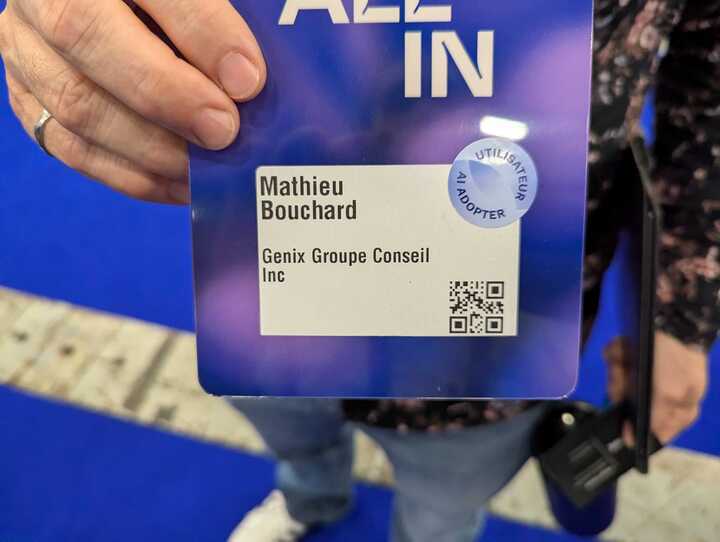 ALL
IN
UTILISATEUR
AI ADOPTER
Mathieu
Bouchard
Genix Groupe Conseil
Inc